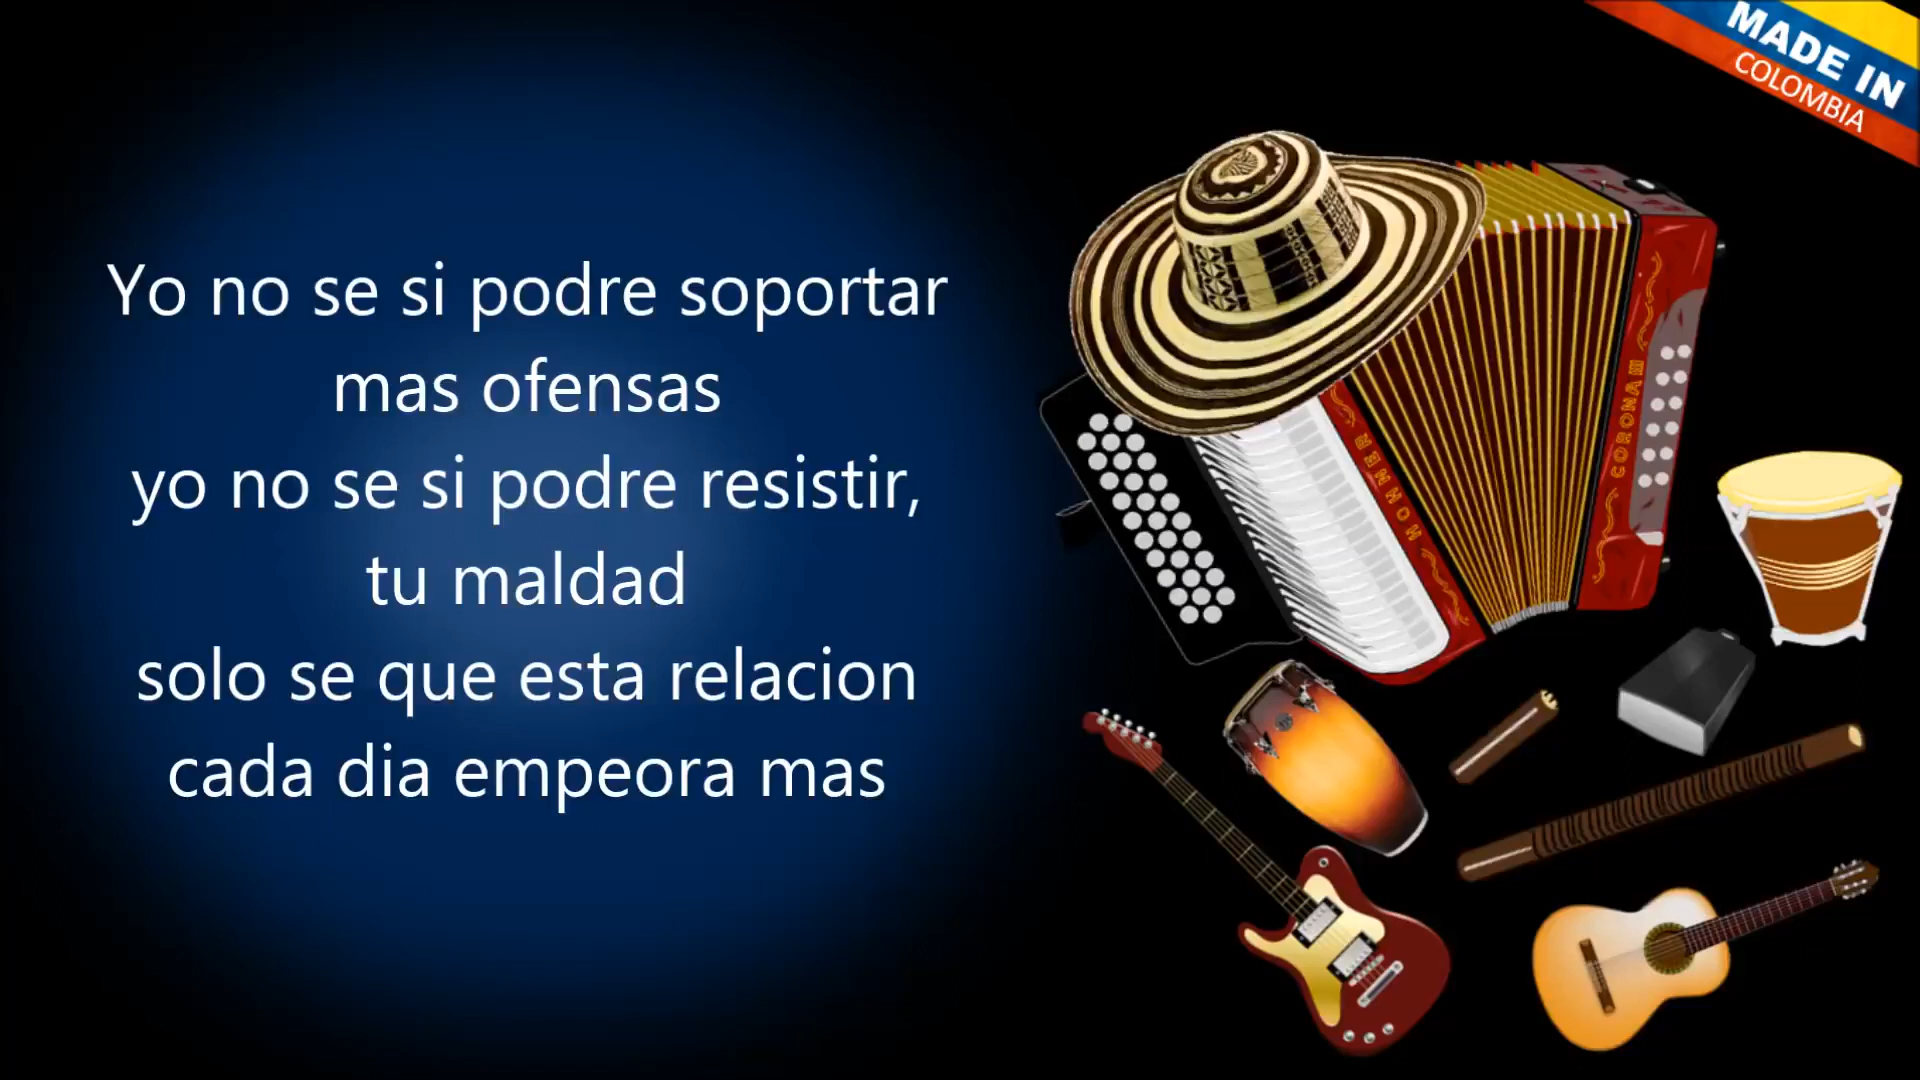 Yo no se si podre soportar
mas ofensas
yo no se si podre resistir,
tu maldad
solo se que esta relacion
cada dia empeora mas
MADE IN
COLOMBIA
HOHNER
CORONA III